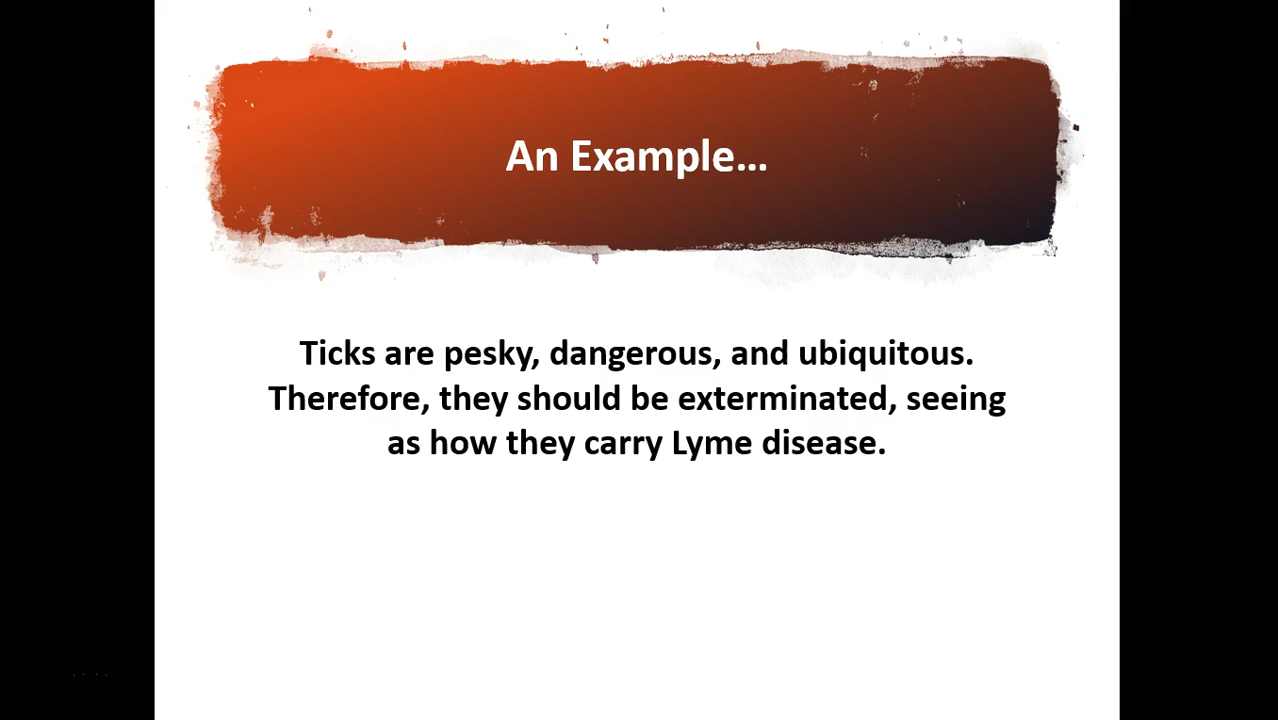 An Example…
Ticks are pesky, dangerous, and ubiquitous.
Therefore, they should be exterminated, seeing
as how they carry Lyme disease.